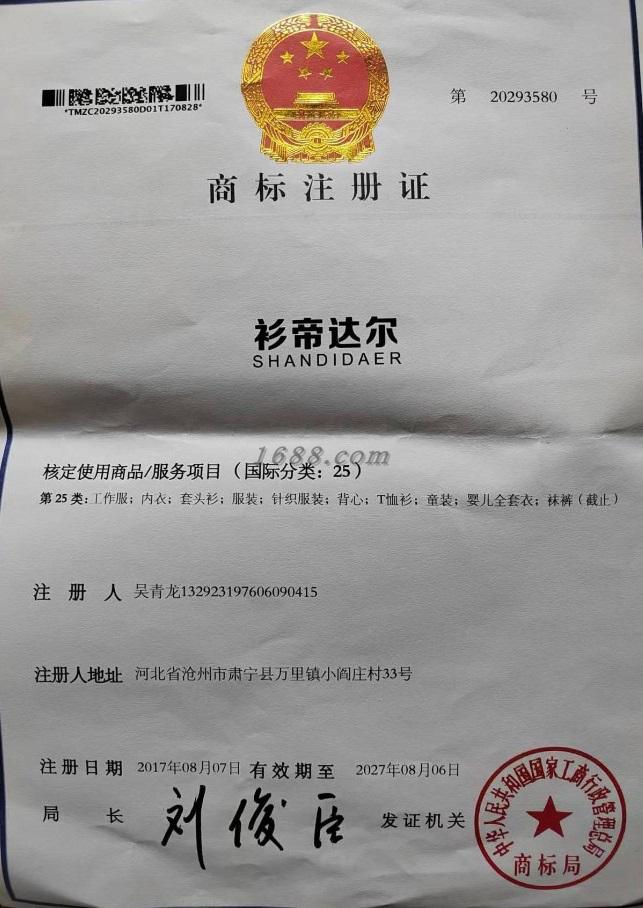 第 20293580 号
*TMZC20293580D01T170828*
商标注册证
衫帝达尔
SHANDIDAER
1688.com
核定使用商品/服务项目（国际分类：25）
第25类：工作服；内衣；套头衫；服装；针织服装；背心；T恤衫；童装；婴儿全套衣；袜裤（截止）
注册人 吴青龙132923197606090415
注册人地址 河北省沧州市肃宁县万里镇小阎庄村33号
注册日期 2017年08月07日 有效期至 2027年08月06日
局长 刘俊臣 发证机关
中华人民共和国国家工商行政管理总局
商标局